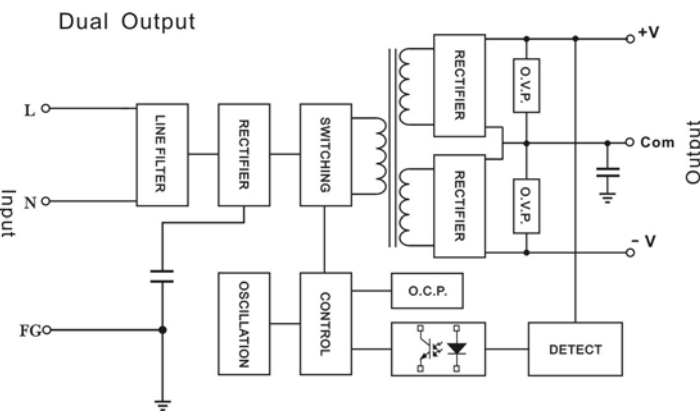 Dual Output
+V
RECTIFIER
O.V.P.
L
LINE FILTER
RECTIFIER
SWITCHING
Com
Output
Input
N
RECTIFIER
O.V.P.
- V
OSCILLATION
CONTROL
O.C.P.
FG
DETECT